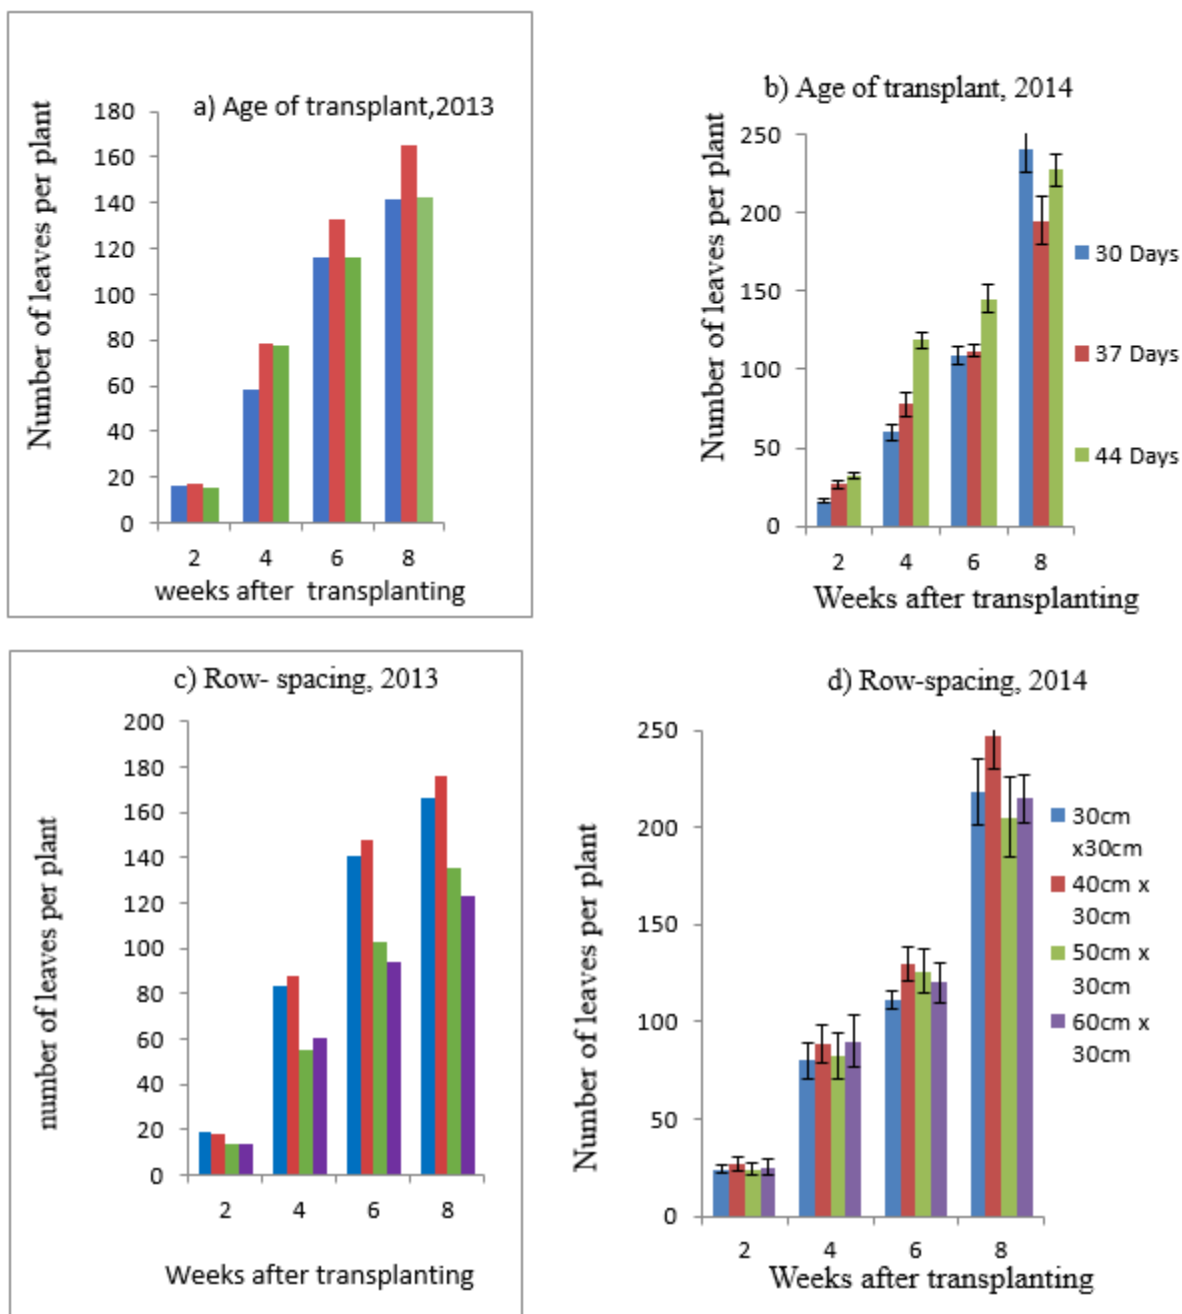 a) Age of transplant,2013
Number of leaves per plant
180
160
140
120
100
80
60
40
20
0
2 4 6 8
weeks after transplanting
b) Age of transplant, 2014
Number of leaves per plant
250
200
150
100
50
0
2 4 6 8
Weeks after transplanting
30 Days
37 Days
44 Days
c) Row- spacing, 2013
number of leaves per plant
200
180
160
140
120
100
80
60
40
20
0
2 4 6 8
Weeks after transplanting
d) Row-spacing, 2014
Number of leaves per plant
250
200
150
100
50
0
2 4 6 8
Weeks after transplanting
30cm
x30cm
40cm x
30cm
50cm x
30cm
60cm x
30cm